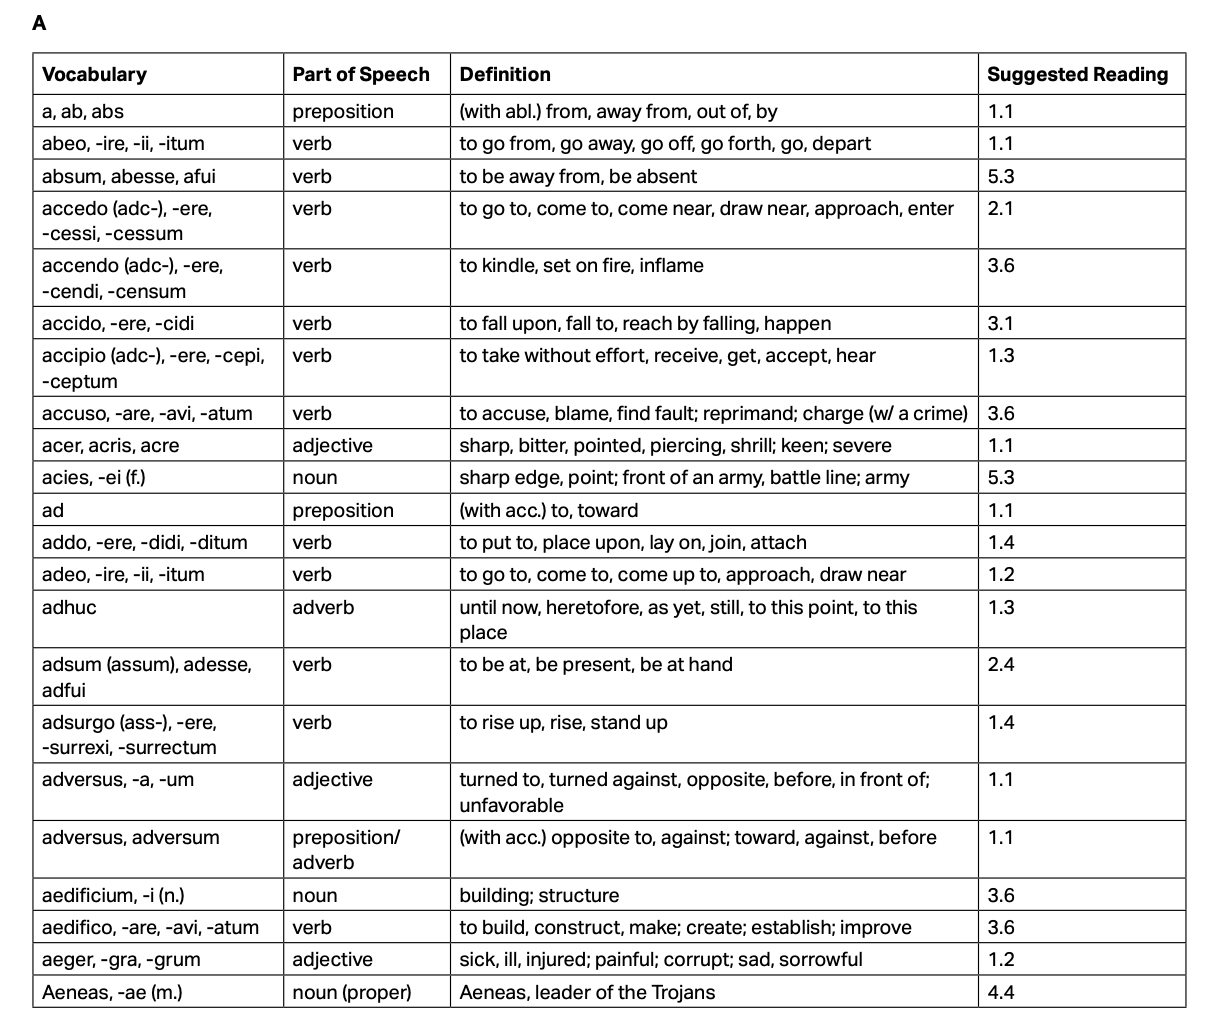 A
Vocabulary Part of Speech Definition Suggested Reading
a, ab, abs preposition (with abl.) from, away from, out of, by 1.1
abeo, -ire, -ii, -itum verb to go from, go away, go off, go forth, go, depart 1.1
absum, abesse, afui verb to be away from, be absent 5.3
accedo (adc-), -ere, verb to go to, come to, come near, draw near, approach, enter 2.1
-cessi, -cessum
accendo (adc-), -ere, verb to kindle, set on fire, inflame 3.6
-cendi, -censum
accido, -ere, -cidi verb to fall upon, fall to, reach by falling, happen 3.1
accipio (adc-), -ere, -cepi, verb to take without effort, receive, get, accept, hear 1.3
-ceptum
accuso, -are, -avi, -atum verb to accuse, blame, find fault; reprimand; charge (w/ a crime) 3.6
acer, acris, acre adjective sharp, bitter, pointed, piercing, shrill; keen; severe 1.1
acies, -ei (f.) noun sharp edge, point; front of an army, battle line; army 5.3
ad preposition (with acc.) to, toward 1.1
addo, -ere, -didi, -ditum verb to put to, place upon, lay on, join, attach 1.4
adeo, -ire, -ii, -itum verb to go to, come to, come up to, approach, draw near 1.2
adhuc adverb until now, heretofore, as yet, still, to this point, to this 1.3
place
adsum (assum), adesse, verb to be at, be present, be at hand 2.4
adfui
adsurgo (ass-), -ere, verb to rise up, rise, stand up 1.4
-surrexi, -surrectum
adversus, -a, -um adjective turned to, turned against, opposite, before, in front of; 1.1
unfavorable
adversus, adversum preposition/ (with acc.) opposite to, against; toward, against, before 1.1
adverb
aedificium, -i (n.) noun building; structure 3.6
aedifico, -are, -avi, -atum verb to build, construct, make; create; establish; improve 3.6
aeger, -gra, -grum adjective sick, ill, injured; painful; corrupt; sad, sorrowful 1.2
Aeneas, -ae (m.) noun (proper) Aeneas, leader of the Trojans 4.4